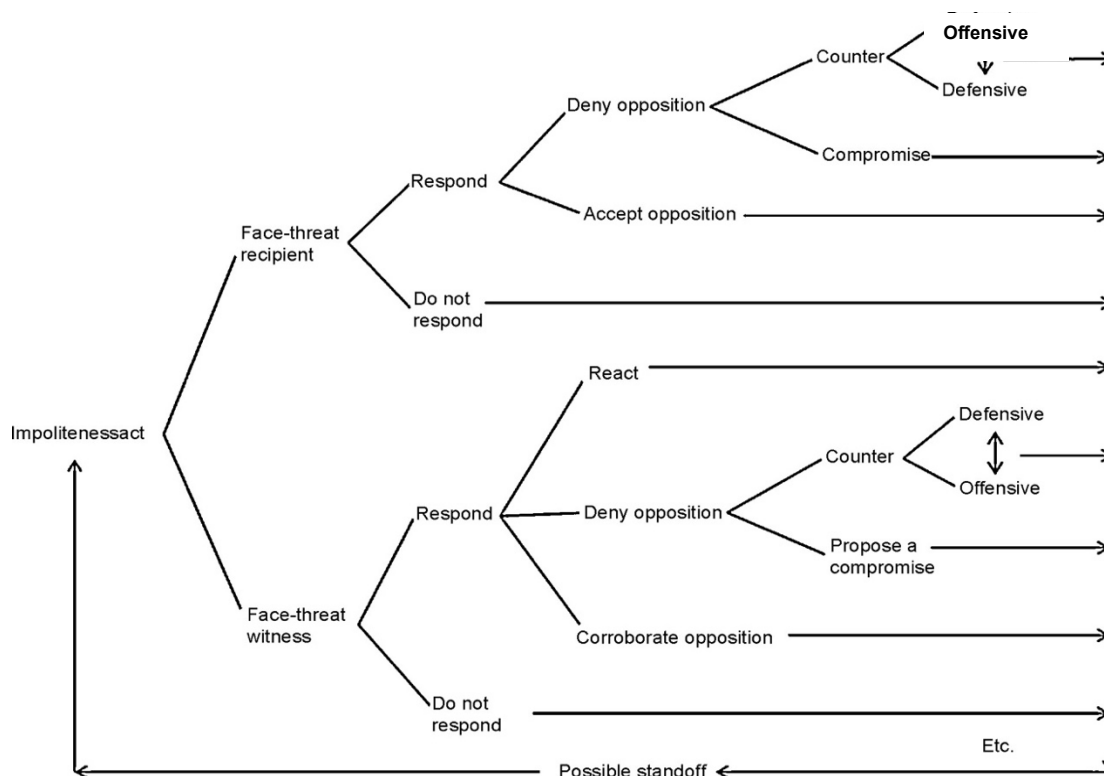 Offensive
Counter
Defensive
Deny opposition
Compromise
Respond
Accept opposition
Face-threat
recipient
Do not
respond
React
Defensive
Impolitenessact
Counter
Offensive
Respond
Deny opposition
Propose a
compromise
Face-threat
witness
Corroborate opposition
Do not
respond
Etc.
Possible standoff